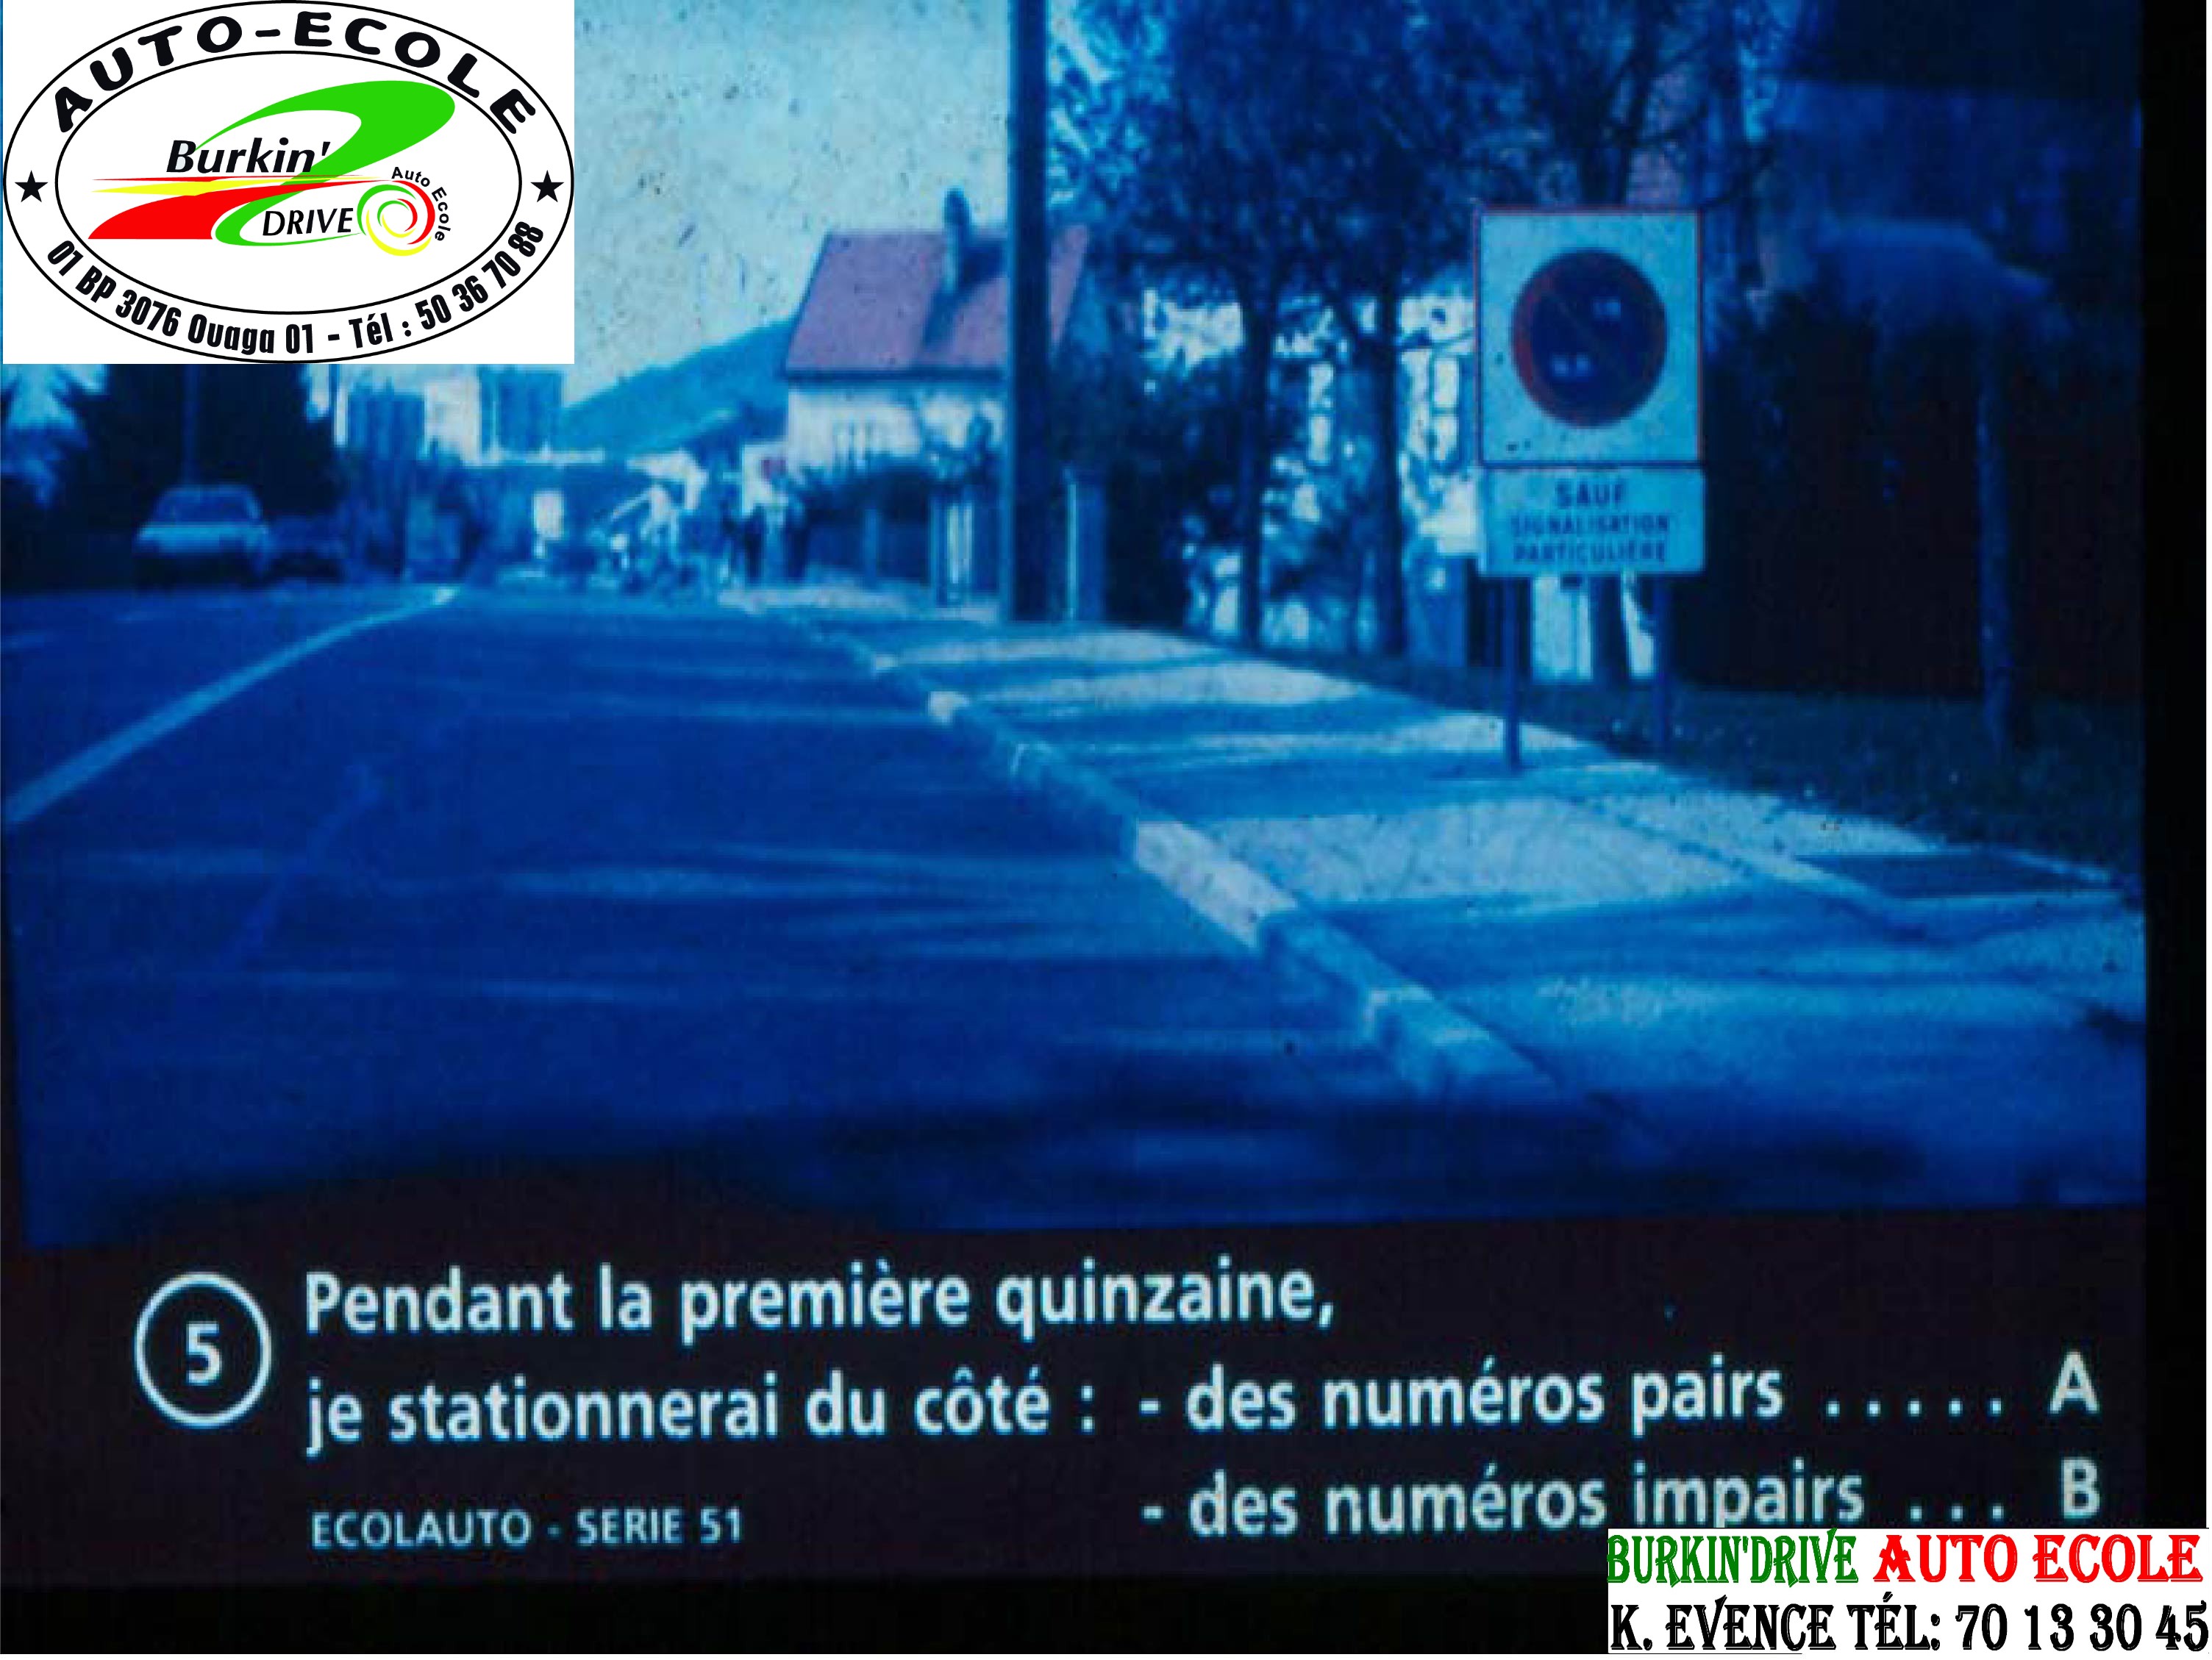 AUTO-ECOLE
Burkin'
DRIVE
Auto Ecole
01 BP 3076 Ouaga 01 - Tél : 50 36 70 88
SAUF
SIGNALISATION
PARTICULIÈRE
5
Pendant la première quinzaine,
je stationnerai du côté : - des numéros pairs ..... A
- des numéros impairs ... B
ECOLAUTO - SERIE 51
BURKIN'DRIVE AUTO ECOLE
K. EVENCE TÉL: 70 13 30 45